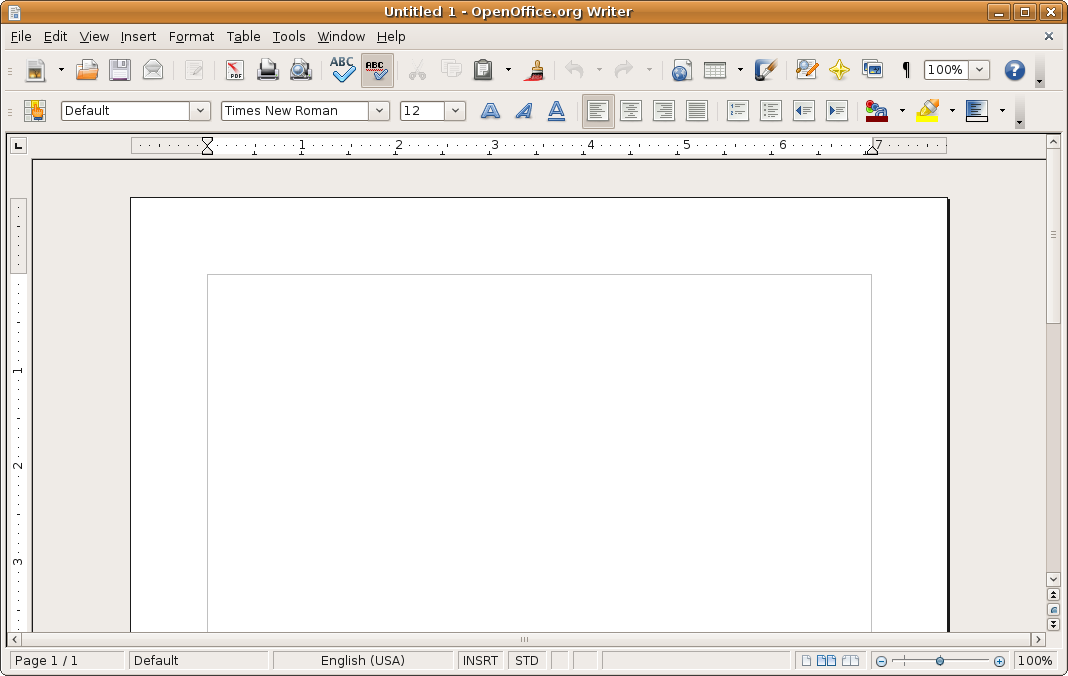 Untitled 1 - OpenOffice.org Writer
File Edit View Insert Format Table Tools Window Help
PDF ABC ABC 100%
Default Times New Roman 12 A A A
1 2 3 4 5 6 7
1
2
3
Page 1 / 1 Default English (USA) INSRT STD 100%